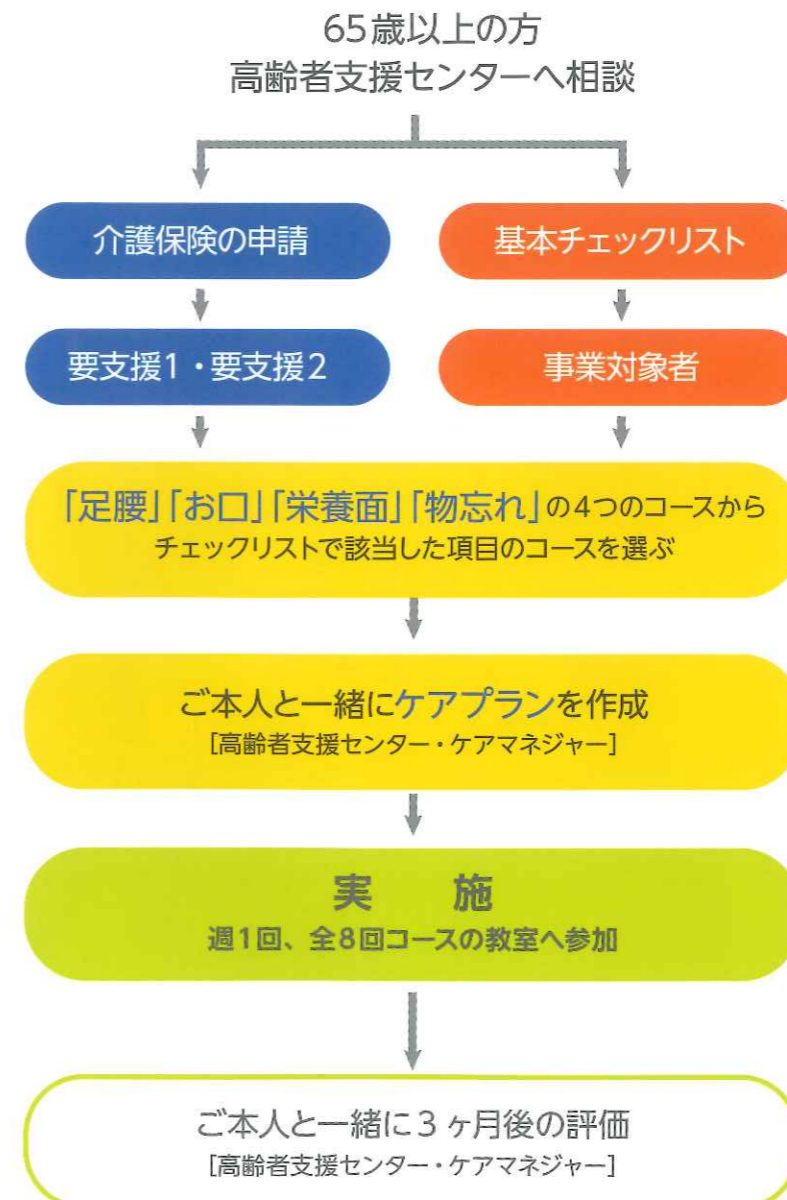 65歳以上の方
高齢者支援センターへ相談
介護保険の申請
基本チェックリスト
要支援1・要支援2
事業対象者
「足腰」「お口」「栄養面」「物忘れ」の4つのコースから
チェックリストで該当した項目のコースを選ぶ
ご本人と一緒にケアプランを作成
[高齢者支援センター・ケアマネジャー]
実　施
週1回、全8回コースの教室へ参加
ご本人と一緒に3ヶ月後の評価
[高齢者支援センター・ケアマネジャー]